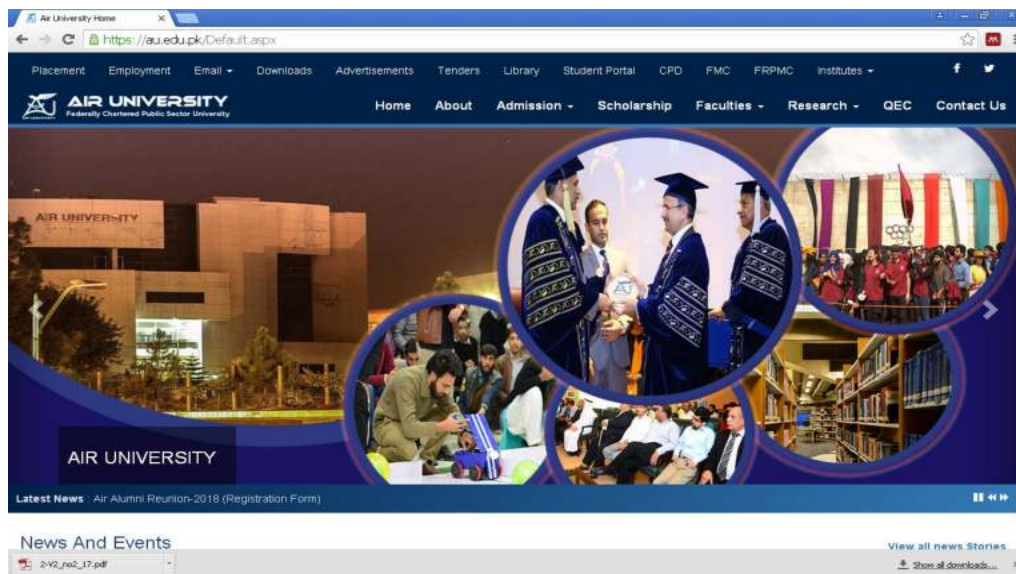 Air University Home
https://au.edu.pk/Default.aspx
Placement Employment Email Downloads Advertisements Tenders Library Student Portal CPD FMC FRPMC Institutes
AIR UNIVERSITY
Federally Chartered Public Sector University
Home About Admission Scholarship Faculties Research QEC Contact Us
AIR UNIVERSITY
AIR UNIVERSITY
Latest News : Air Alumni Reunion-2018 (Registration Form)
News And Events
View all news Stories
2-V2_no2_17.pdf
Show all downloads...